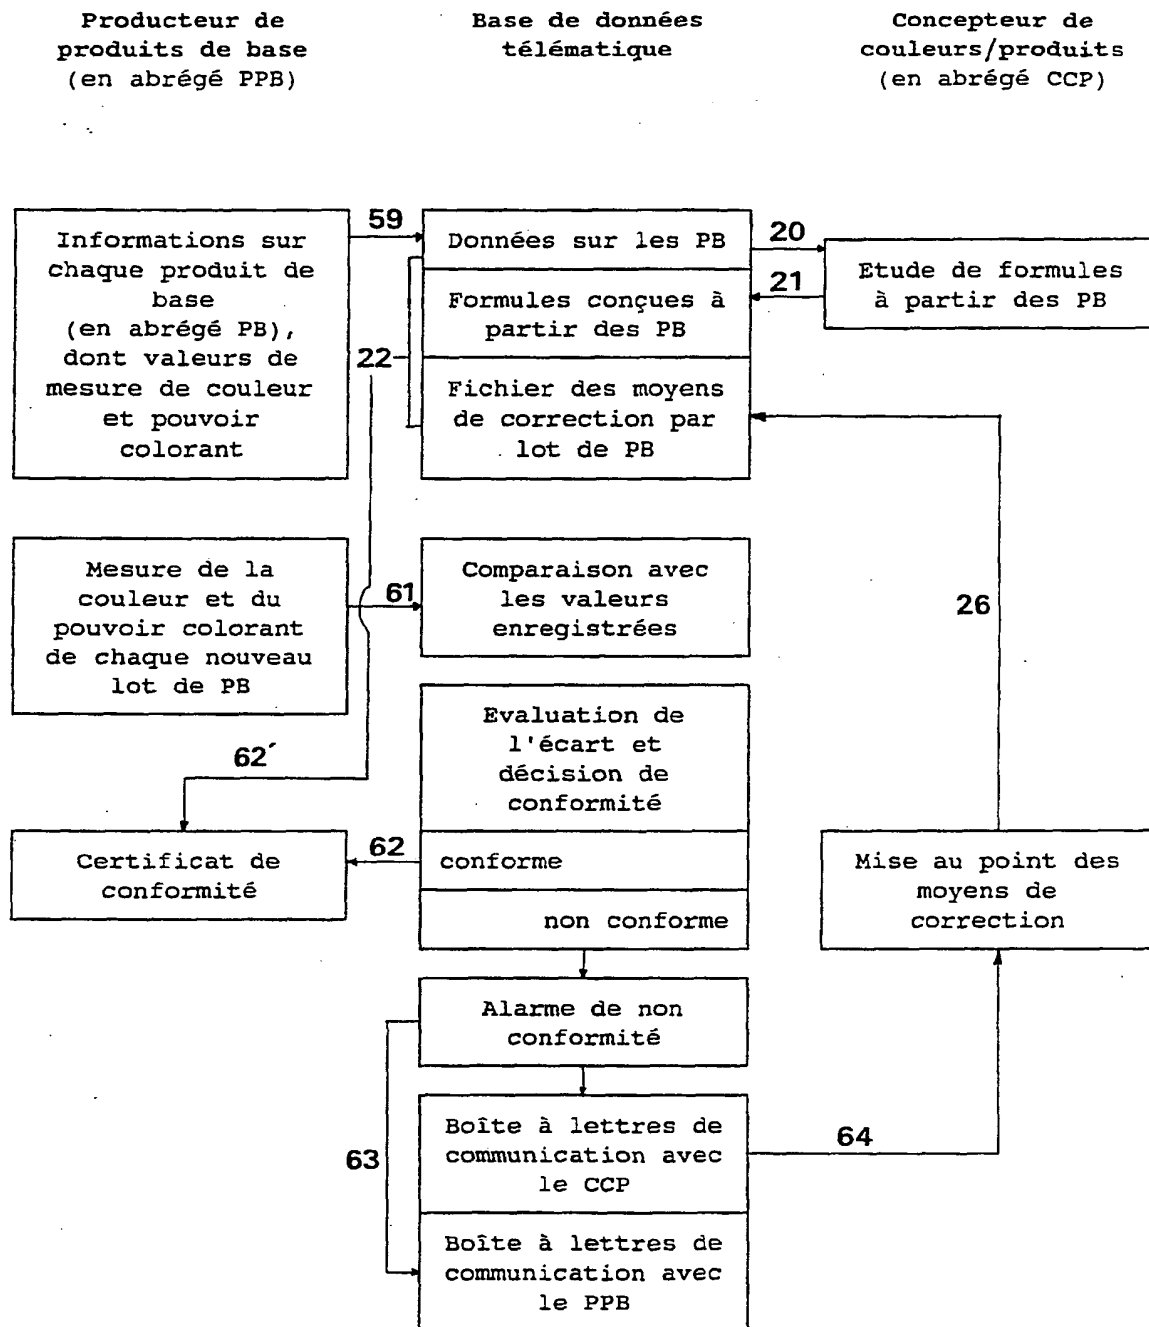 Producteur de
produits de base
(en abrégé PPB)
Base de données
télématique
Concepteur de
couleurs/produits
(en abrégé CCP)
Informations sur
chaque produit de
base
(en abrégé PB),
dont valeurs de
mesure de couleur
et pouvoir
colorant
59
Données sur les PB
20
Etude de formules
à partir des PB
21
Formules conçues à
partir des PB
22
Fichier des moyens
de correction par
lot de PB
Mesure de la
couleur et du
pouvoir colorant
de chaque nouveau
lot de PB
61
Comparaison avec
les valeurs
enregistrées
26
Evaluation de
l'écart et
décision de
conformité
62´
Certificat de
conformité
62
conforme
non conforme
Mise au point des
moyens de
correction
Alarme de non
conformité
63
Boîte à lettres de
communication avec
le CCP
64
Boîte à lettres de
communication avec
le PPB